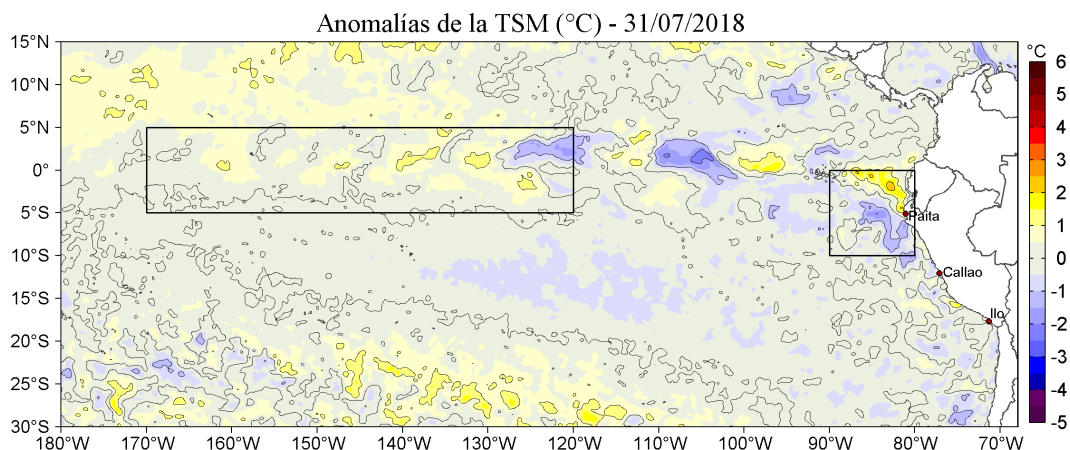 Anomalías de la TSM (°C) - 31/07/2018
15°N
10°N
5°N
0°
5°S
10°S
15°S
20°S
25°S
30°S
180°W
170°W
160°W
150°W
140°W
130°W
120°W
110°W
100°W
90°W
80°W
70°W
Paita
Callao
Ilo
°C
6
5
4
3
2
1
0
-1
-2
-3
-4
-5